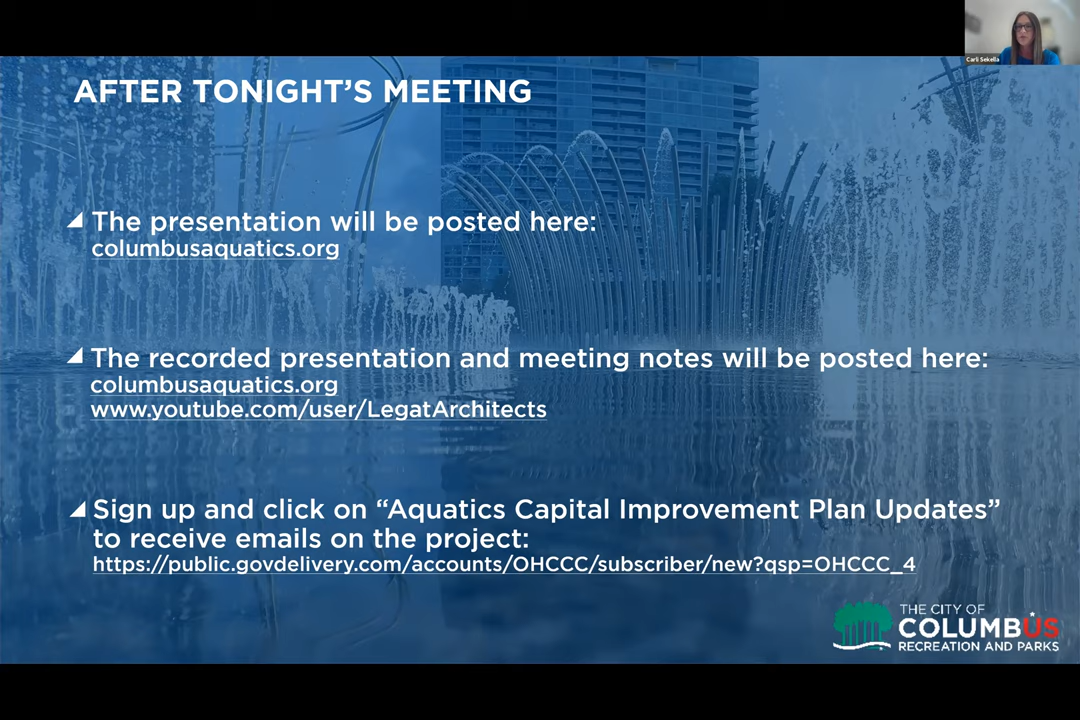 Carli Sekella
AFTER TONIGHT'S MEETING
The presentation will be posted here:
columbusaquatics.org
The recorded presentation and meeting notes will be posted here:
columbusaquatics.org
www.youtube.com/user/LegatArchitects
Sign up and click on “Aquatics Capital Improvement Plan Updates”
to receive emails on the project:
https://public.govdelivery.com/accounts/OHCCC/subscriber/new?qsp=OHCCC_4
THE CITY OF
COLUMBUS
RECREATION AND PARKS